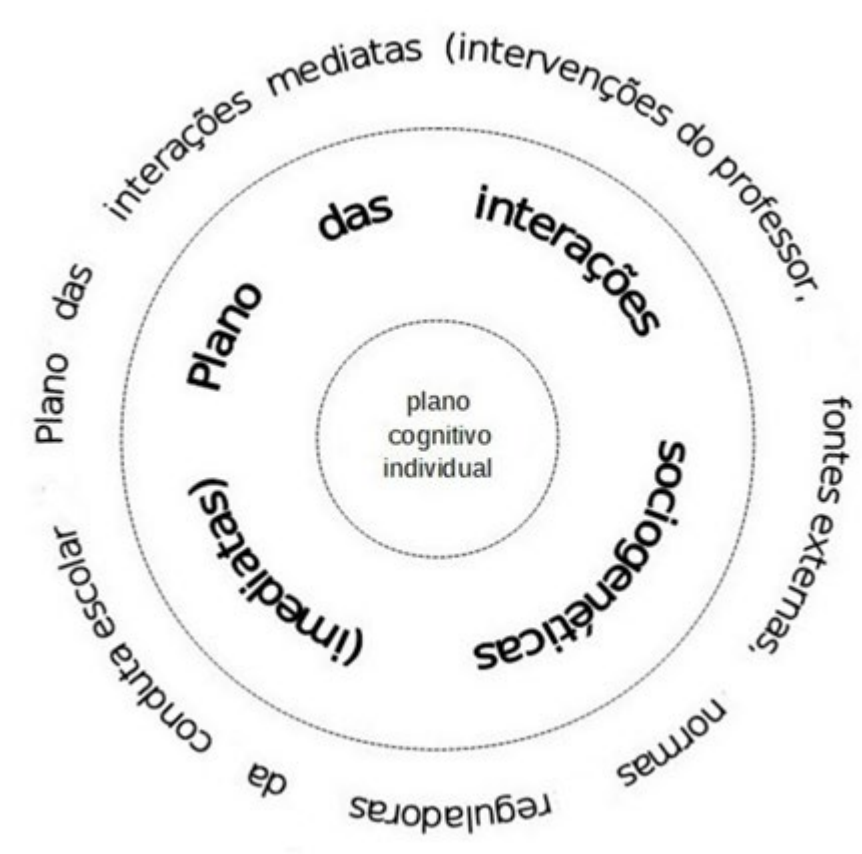 Plano das interações mediatas (intervenções do professor, fontes externas, normas reguladoras da conduta escolar
Plano das interações sociogenéticas (imediatas)
plano
cognitivo
individual